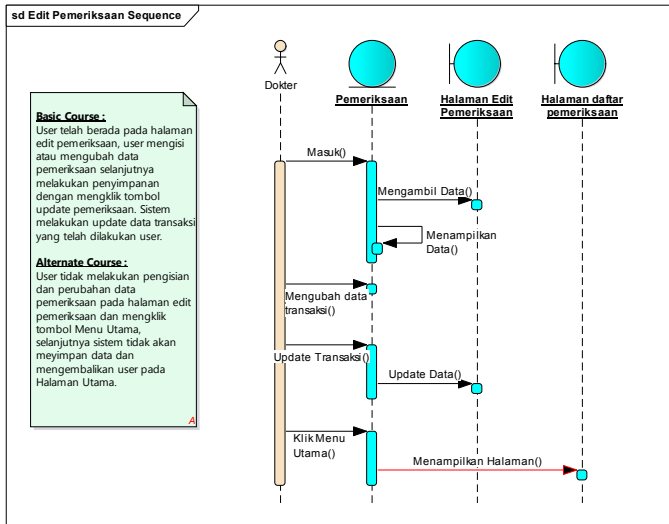 sd Edit Pemeriksaan Sequence
Dokter
Pemeriksaan
Halaman Edit
Pemeriksaan
Halaman daftar
pemeriksaan
Basic Course :
User telah berada pada halaman
edit pemeriksaan, user mengisi
atau mengubah data
pemeriksaan selanjutnya
melakukan penyimpanan
dengan mengklik tombol
update pemeriksaan. Sistem
melakukan update data transaksi
yang telah dilakukan user.
Alternate Course :
User tidak melakukan pengisian
dan perubahan data
pemeriksaan pada halaman edit
pemeriksaan dan mengklik
tombol Menu Utama,
selanjutnya sistem tidak akan
meyimpan data dan
mengembalikan user pada
Halaman Utama.
A
Masuk()
Mengambil Data()
Menampilkan
Data()
Mengubah data
transaksi()
Update Transaksi()
Update Data()
Klik Menu
Utama()
Menampilkan Halaman()